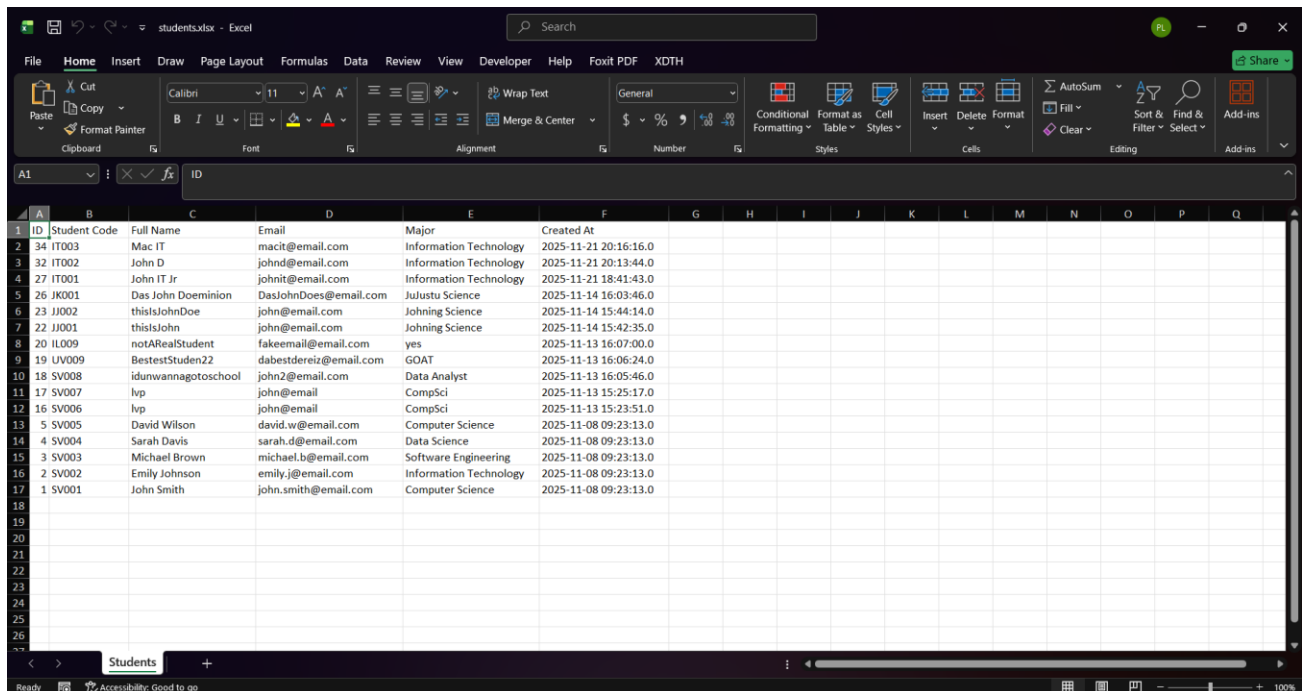 students.xlsx - Excel
Search
PL
File Home Insert Draw Page Layout Formulas Data Review View Developer Help Foxit PDF XDTH
Share
Paste
Cut
Copy
Format Painter
Clipboard
Calibri 11
B I U
Font
Wrap Text
Merge & Center
Alignment
General
$ % 9
Number
Conditional Formatting
Format as Table
Cell Styles
Styles
Insert Delete Format
Cells
AutoSum
Fill
Clear
Sort & Filter
Find & Select
Editing
Add-ins
Add-ins
A1 fx ID
A B C D E F G H I J K L M N O P Q
1 ID Student Code Full Name Email Major Created At
2 34 IT003 Mac IT macit@email.com Information Technology 2025-11-21 20:16:16.0
3 32 IT002 John D johnd@email.com Information Technology 2025-11-21 20:13:44.0
4 27 IT001 John IT Jr johnit@email.com Information Technology 2025-11-21 18:41:43.0
5 26 JK001 Das John Doeminion DasJohnDoes@email.com JuJustu Science 2025-11-14 16:03:46.0
6 23 JJ002 thisIsJohnDoe john@email.com Johning Science 2025-11-14 15:44:14.0
7 22 JJ001 thisIsJohn john@email.com Johning Science 2025-11-14 15:42:35.0
8 20 IL009 notARealStudent fakeemail@email.com yes 2025-11-13 16:07:00.0
9 19 UV009 BestestStuden22 dabestdereiz@email.com GOAT 2025-11-13 16:06:24.0
10 18 SV008 idunwannagotoschool john2@email.com Data Analyst 2025-11-13 16:05:46.0
11 17 SV007 lvp john@email CompSci 2025-11-13 15:25:17.0
12 16 SV006 lvp john@email CompSci 2025-11-13 15:23:51.0
13 5 SV005 David Wilson david.w@email.com Computer Science 2025-11-08 09:23:13.0
14 4 SV004 Sarah Davis sarah.d@email.com Data Science 2025-11-08 09:23:13.0
15 3 SV003 Michael Brown michael.b@email.com Software Engineering 2025-11-08 09:23:13.0
16 2 SV002 Emily Johnson emily.j@email.com Information Technology 2025-11-08 09:23:13.0
17 1 SV001 John Smith john.smith@email.com Computer Science 2025-11-08 09:23:13.0
18
19
20
21
22
23
24
25
26
Students
Ready Accessibility: Good to go 100%